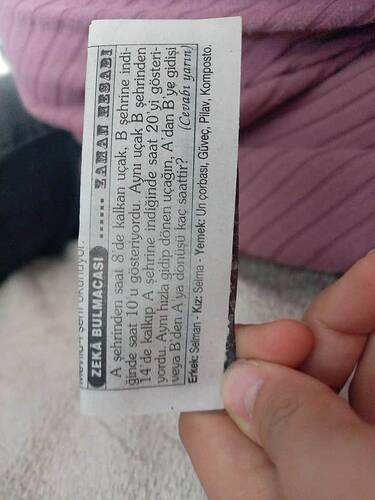 ZEKÂ BULMACASI ...... ZAMAN HESABI
A şehrinden saat 8'de kalkan uçak, B şehrine indi-
ğinde saat 10'u gösteriyordu. Aynı uçak B şehrinden
14'de kalkıp A şehrine indiğinde saat 20'yi gösteri-
yordu. Aynı hızla gidip dönen uçağın, A'dan B'ye gidişi
veya B'den A'ya dönüşü kaç saattir? (Cevabı yarın)
Erkek: Selman - Kız: Selma - Yemek: Un çorbası, Güveç, Pilav, Komposto.